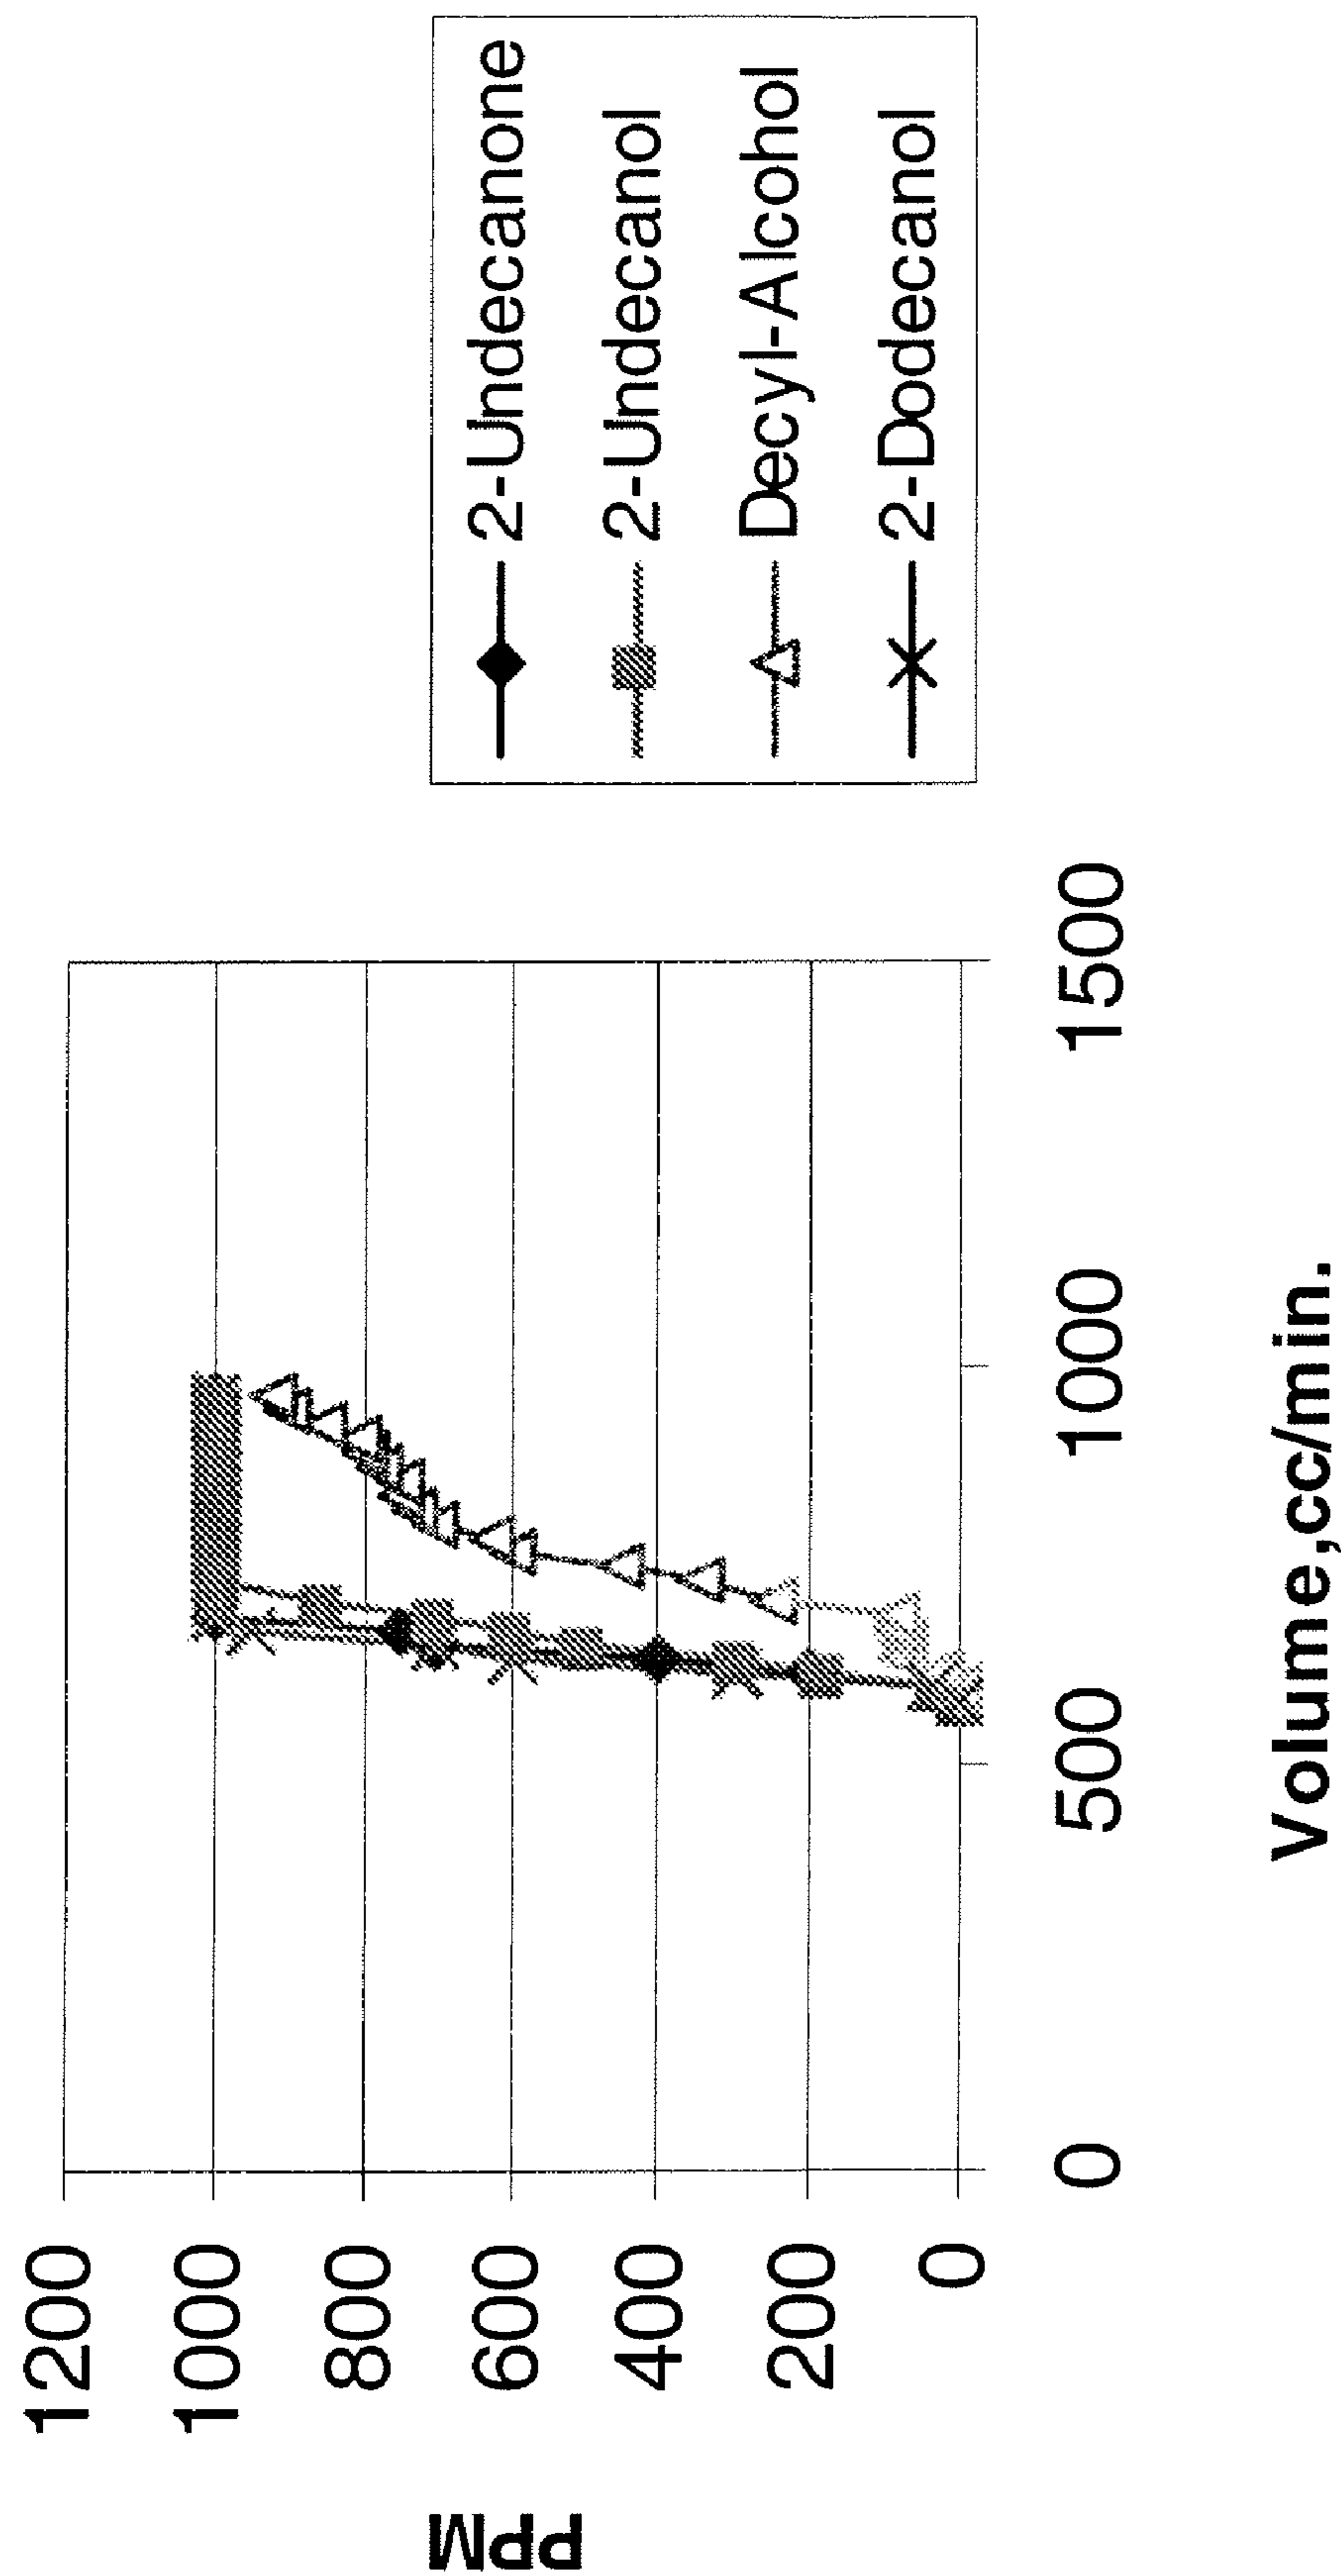 PPM
1200
1000
800
600
400
200
0
0
500
1000
1500
Volume,cc/min.
2-Undecanone
2-Undecanol
Decyl-Alcohol
2-Dodecanol